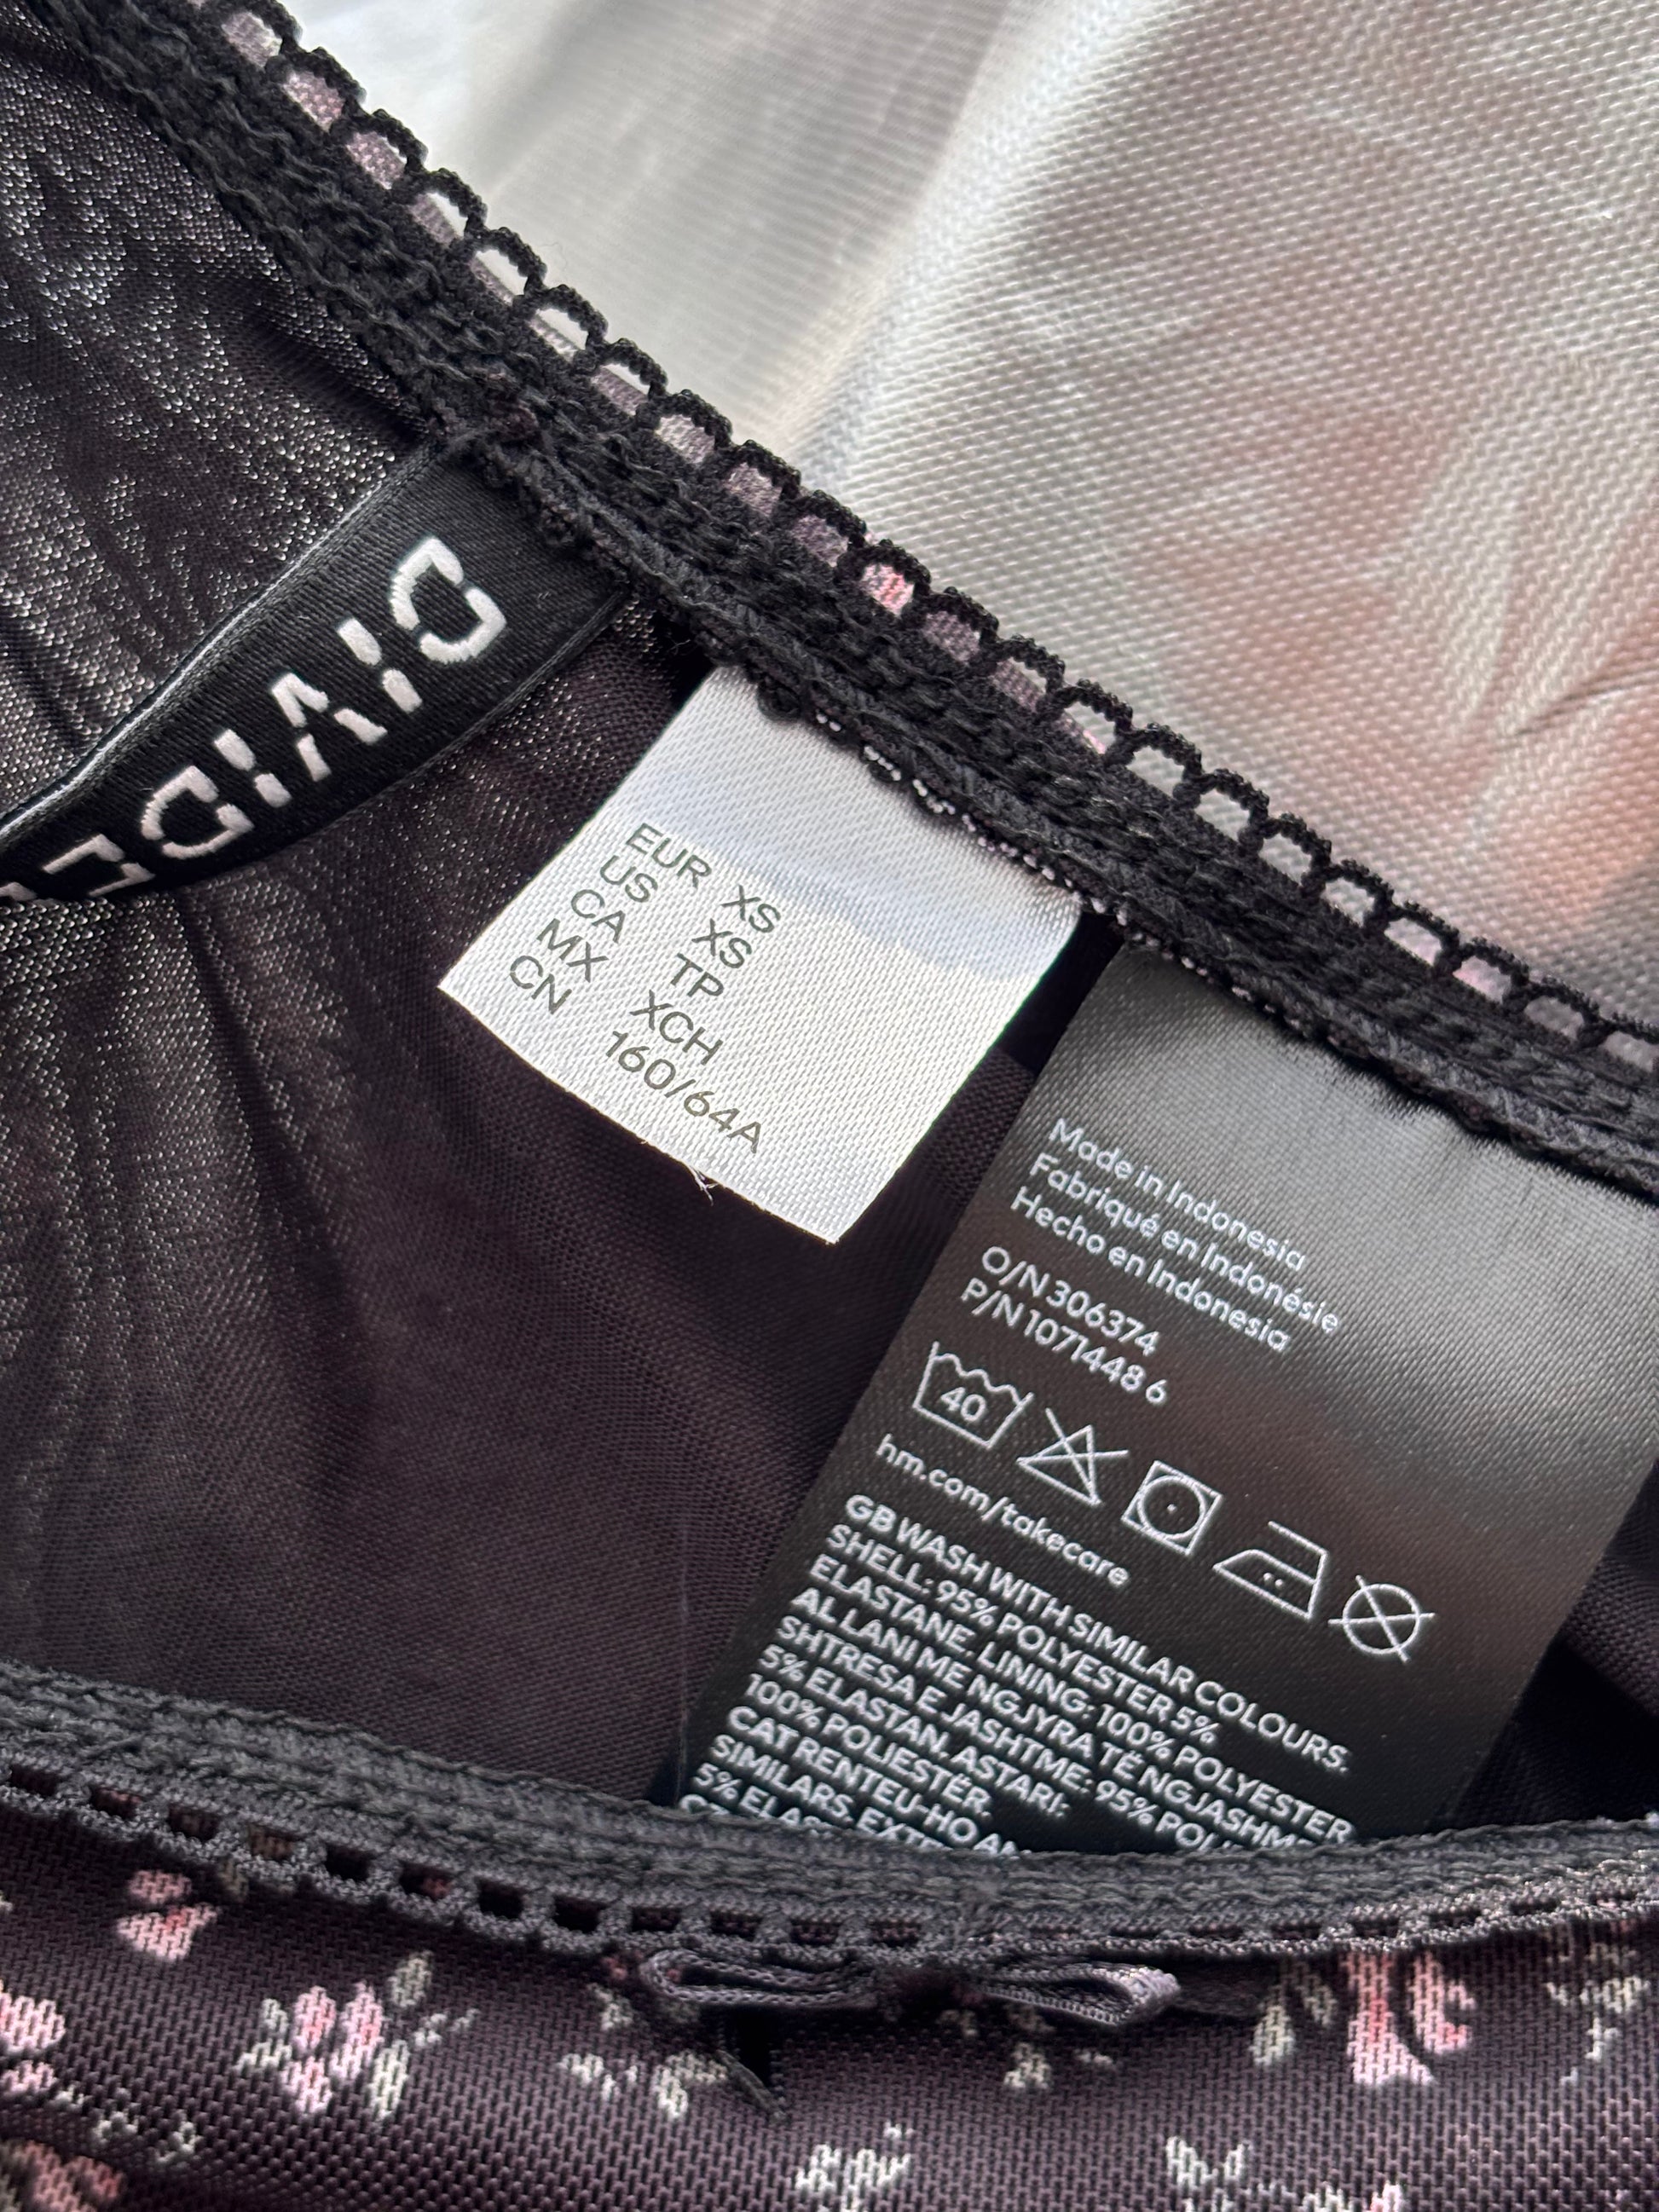 DIVIDED
EUR XS
US XS
CA TP
MX XCH
CN 160/64A
Made in Indonesia
Fabriqué en Indonésie
Hecho en Indonesia
O/N 306374
P/N 1071448 6
40
hm.com/takecare
GB WASH WITH SIMILAR COLOURS.
SHELL: 95% POLYESTER 5%
ELASTANE. LINING: 100% POLYESTER
AL LANI ME NGJYRA TË NGJASHME
SHTRESA E JASHTME: 95% POLI
5% ELASTAN. ASTARI:
100% POLIESTËR.
CAT RENTEU-HO AM
SIMILARS. EXTE
5% ELAS